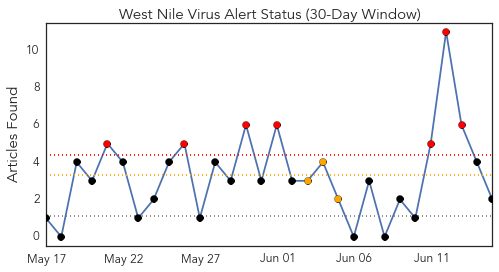 West Nile Virus Alert Status (30-Day Window)
Articles Found
10
8
6
4
2
0
May 17 May 22 May 27 Jun 01 Jun 06 Jun 11